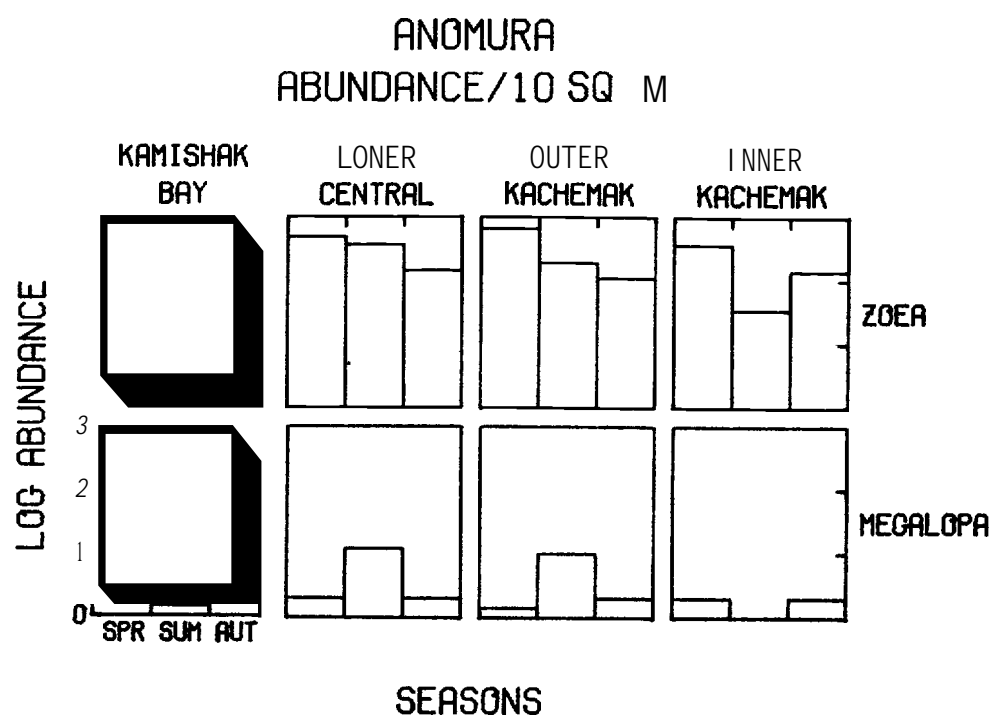 ANOMURA
ABUNDANCE/10 SQ M
KAMISHAK BAY
LONER CENTRAL
OUTER KACHEMAK
INNER KACHEMAK
LOG ABUNDANCE
ZOEA
3
2
1
0
MEGALOPA
SPR SUM AUT
SEASONS